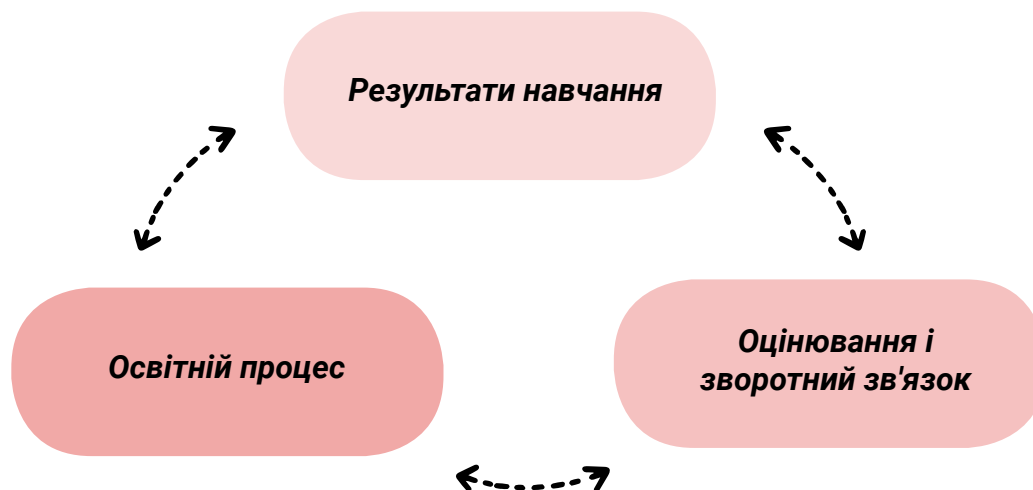 Результати навчання
Освітній процес
Оцінювання і
зворотний зв'язок